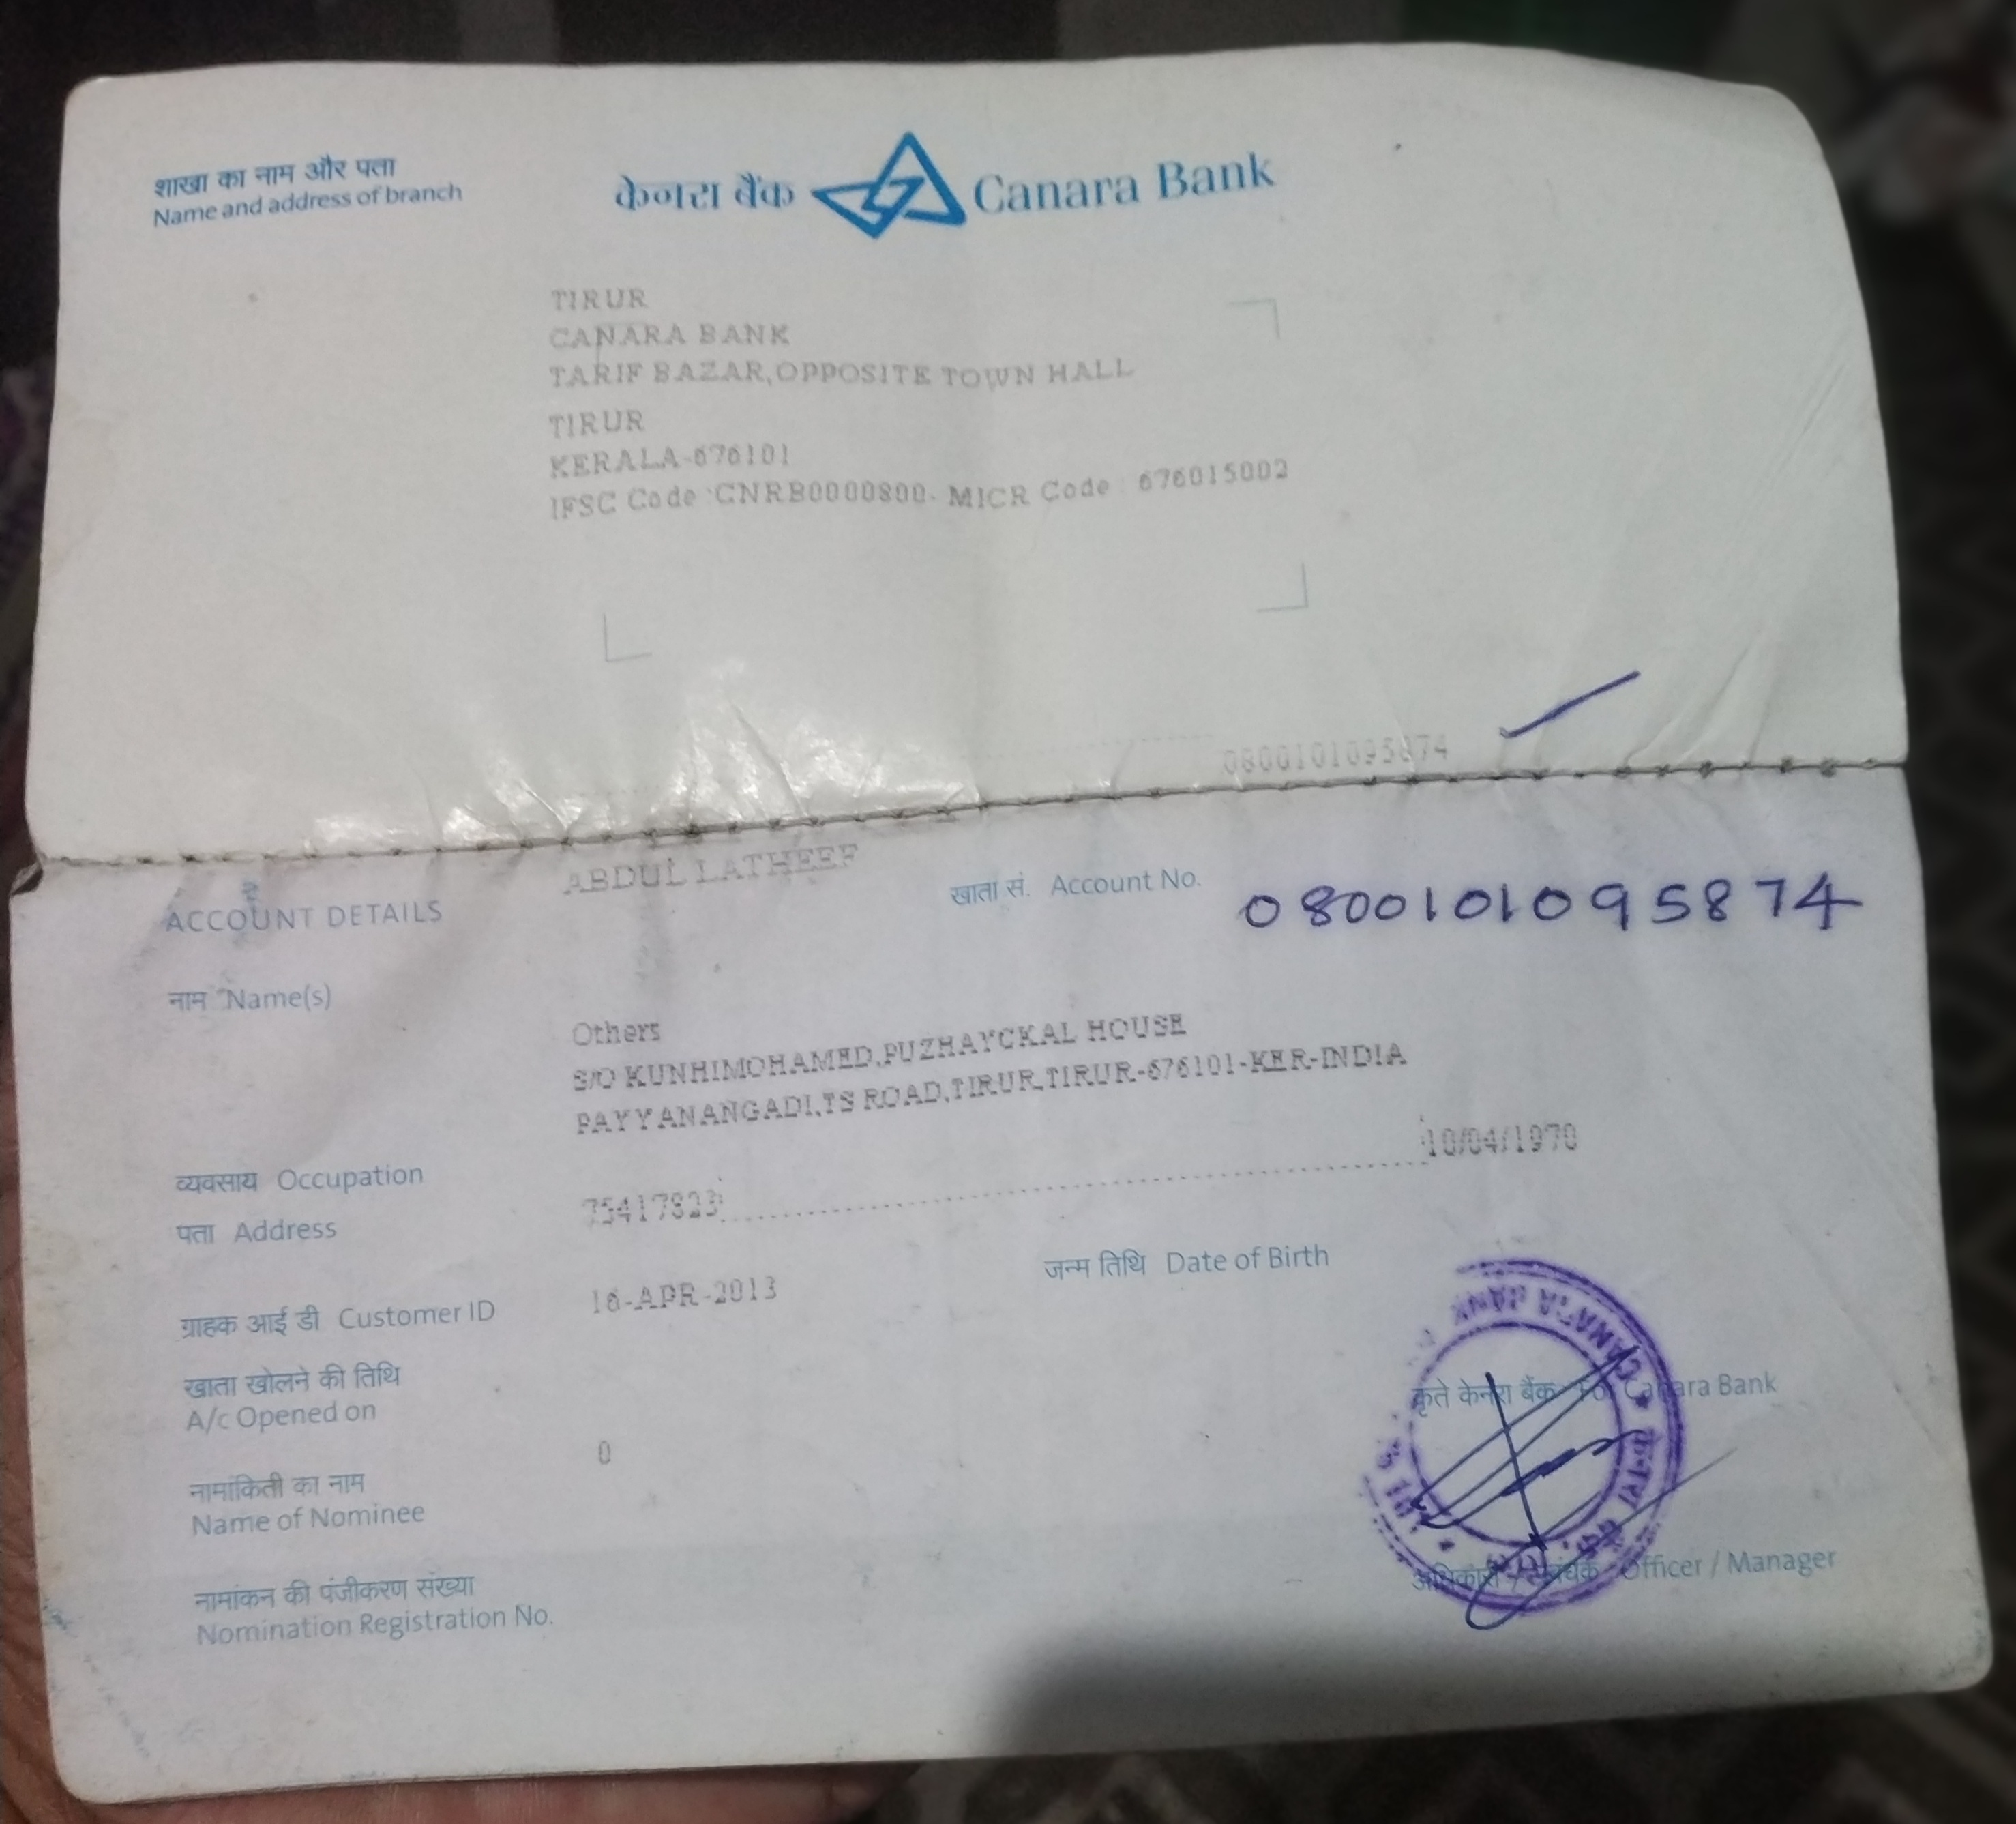 शाखा का नाम और पता
Name and address of branch
केनरा बैंक Canara Bank
TIRUR
CANARA BANK
TARIF BAZAR,OPPOSITE TOWN HALL
TIRUR
KERALA-676101
IFSC Code :CNRB0000800. MICR Code : 676015002
0800101095874
ABDUL LATHEEF
ACCOUNT DETAILS
खाता सं. Account No. 0800101095874
नाम Name(s)
Others
S/O KUNHIMOHAMED,PUZHAYCKAL HOUSE
PAYYANANGADI,TS ROAD,TIRUR,TIRUR-676101-KER-INDIA
10/04/1970
व्यवसाय Occupation
75417823
पता Address
जन्म तिथि Date of Birth
16-APR-2013
ग्राहक आई डी Customer ID
खाता खोलने की तिथि
A/c Opened on
कृते केनरा बैंक For Canara Bank
0
नामांकिती का नाम
Name of Nominee
CANARA BANK
केनरा बैंक
Officer / Manager
नामांकन की पंजीकरण संख्या
Nomination Registration No.